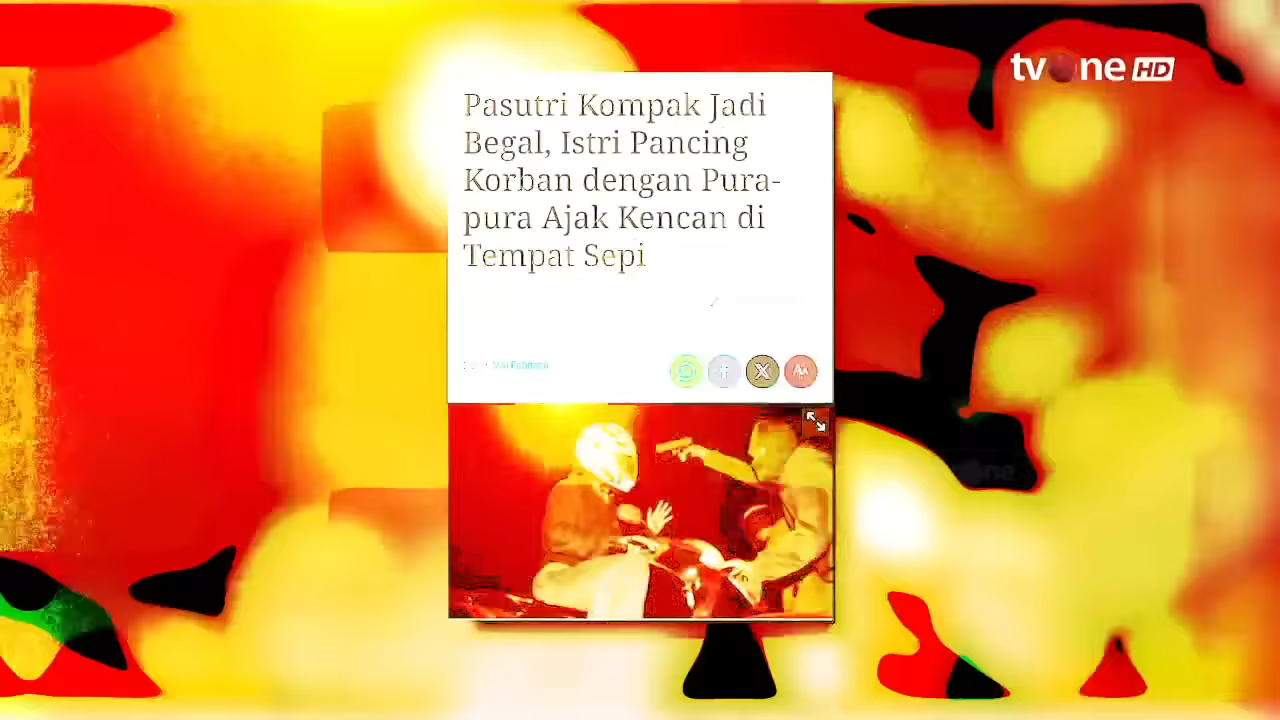 tvOne HD
Pasutri Kompak Jadi
Begal, Istri Pancing
Korban dengan Pura-
pura Ajak Kencan di
Tempat Sepi